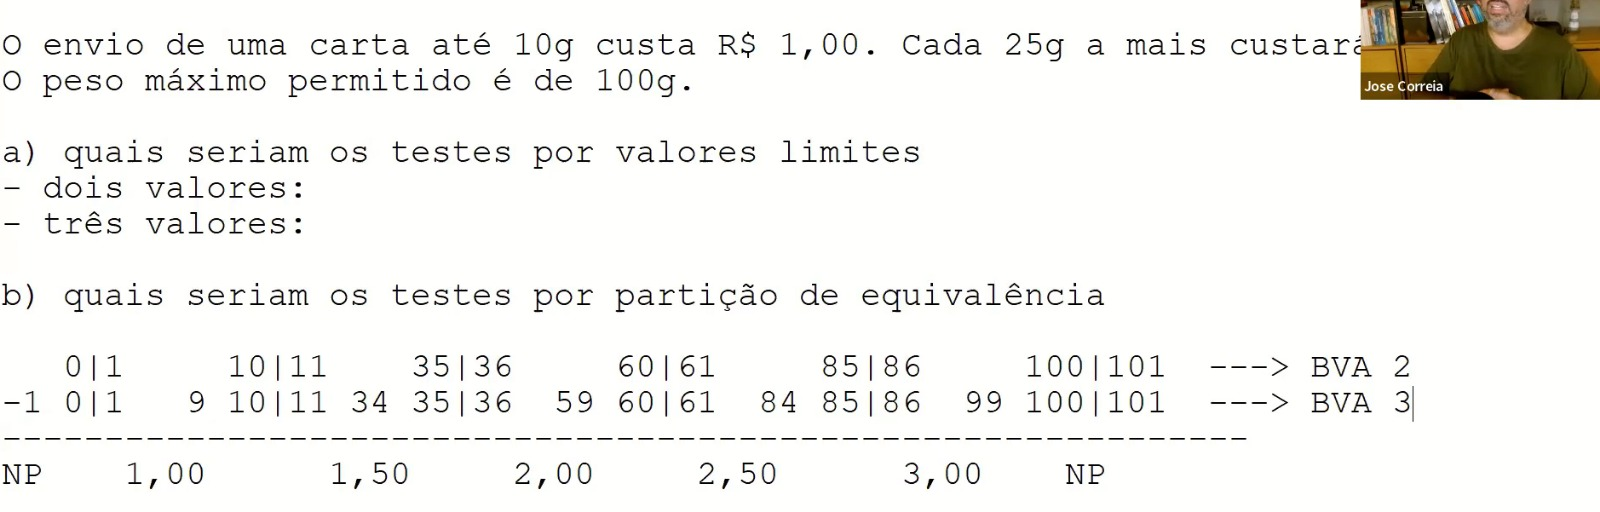 O envio de uma carta até 10g custa R$ 1,00. Cada 25g a mais custará
O peso máximo permitido é de 100g.
Jose Correia
a) quais seriam os testes por valores limites
- dois valores:
- três valores:
b) quais seriam os testes por partição de equivalência
0|1 10|11 35|36 60|61 85|86 100|101 ---> BVA 2
-1 0|1 9 10|11 34 35|36 59 60|61 84 85|86 99 100|101 ---> BVA 3
-------------------------------------------------------------
NP 1,00 1,50 2,00 2,50 3,00 NP